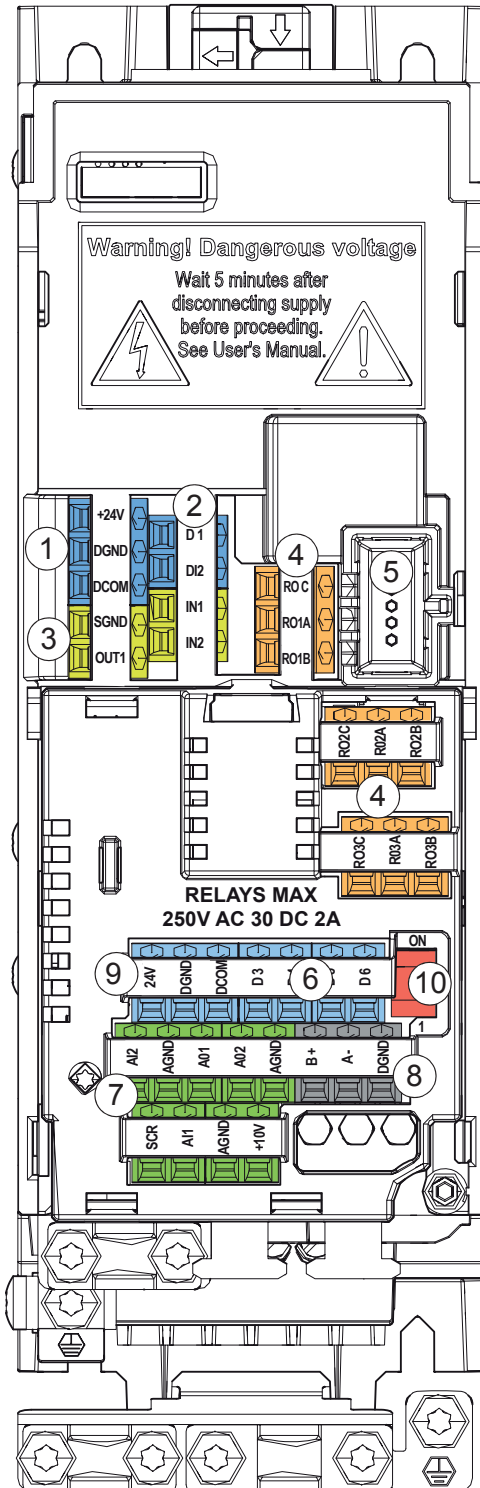 Warning! Dangerous voltage
Wait 5 minutes after
disconnecting supply
before proceeding.
See User's Manual.
1
+24V
DGND
DCOM
3
SGND
OUT1
2
D 1
DI2
IN1
IN2
4
RO C
RO1A
RO1B
5
RO2C
R02A
RO2B
4
RO3C
R03A
RO3B
RELAYS MAX
250V AC 30 DC 2A
9
24V
DGND
DCOM
D 3
6
D 6
ON
10
1
AI2
AGND
A01
A02
AGND
B +
A-
DGND
8
7
SCR
AI1
AGND
+10V